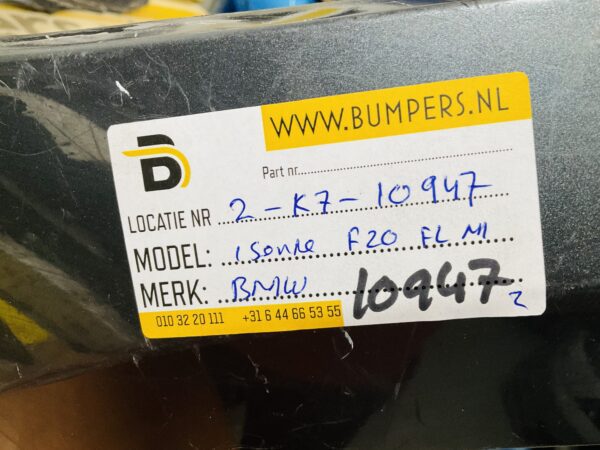 WWW.BUMPERS.NL
B
Part nr
LOCATIE NR 2-K7-10947
MODEL: 1 Serie F20 FL M1
MERK: BMW 10947 2
010 32 20 111 +31 6 44 66 53 55